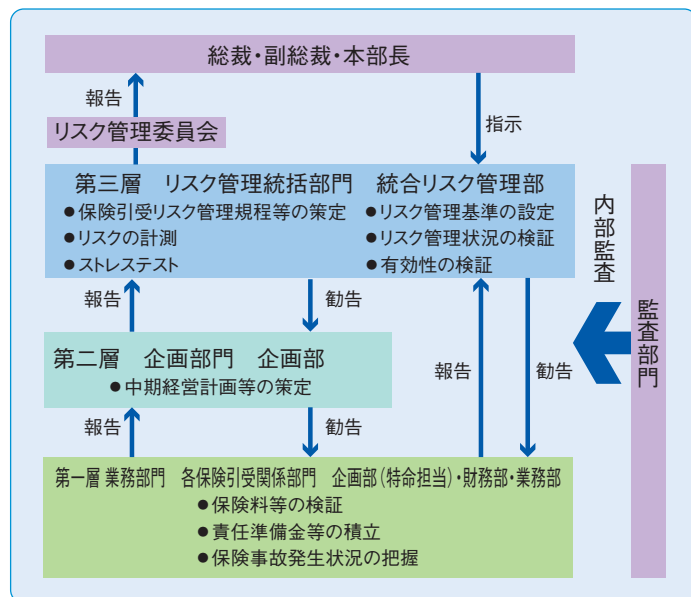 総裁・副総裁・本部長
報告
指示
リスク管理委員会
第三層　リスク管理統括部門　統合リスク管理部
●保険引受リスク管理規程等の策定
●リスクの計測
●ストレステスト
●リスク管理基準の設定
●リスク管理状況の検証
●有効性の検証
内部監査
監査部門
報告
勧告
第二層　企画部門　企画部
●中期経営計画等の策定
報告
勧告
報告
勧告
第一層 業務部門　各保険引受関係部門　企画部（特命担当）・財務部・業務部
●保険料等の検証
●責任準備金等の積立
●保険事故発生状況の把握